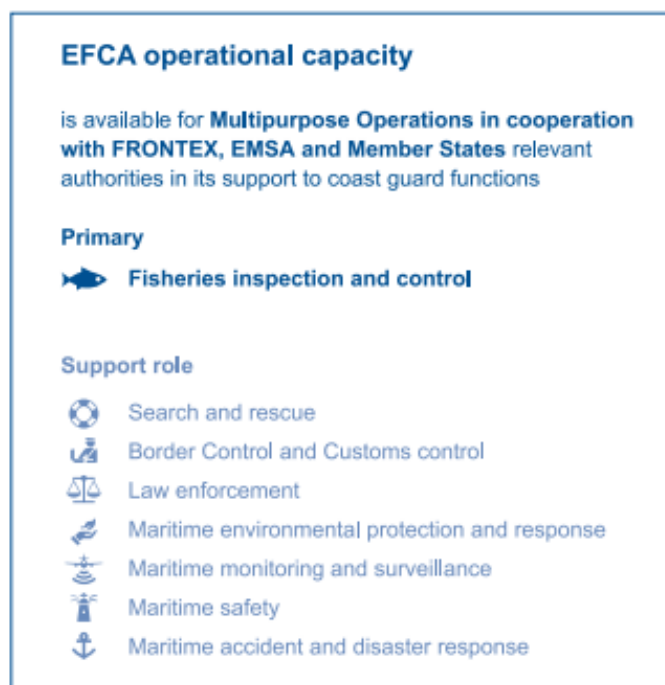 EFCA operational capacity
is available for Multipurpose Operations in cooperation
with FRONTEX, EMSA and Member States relevant
authorities in its support to coast guard functions
Primary
Fisheries inspection and control
Support role
Search and rescue
Border Control and Customs control
Law enforcement
Maritime environmental protection and response
Maritime monitoring and surveillance
Maritime safety
Maritime accident and disaster response